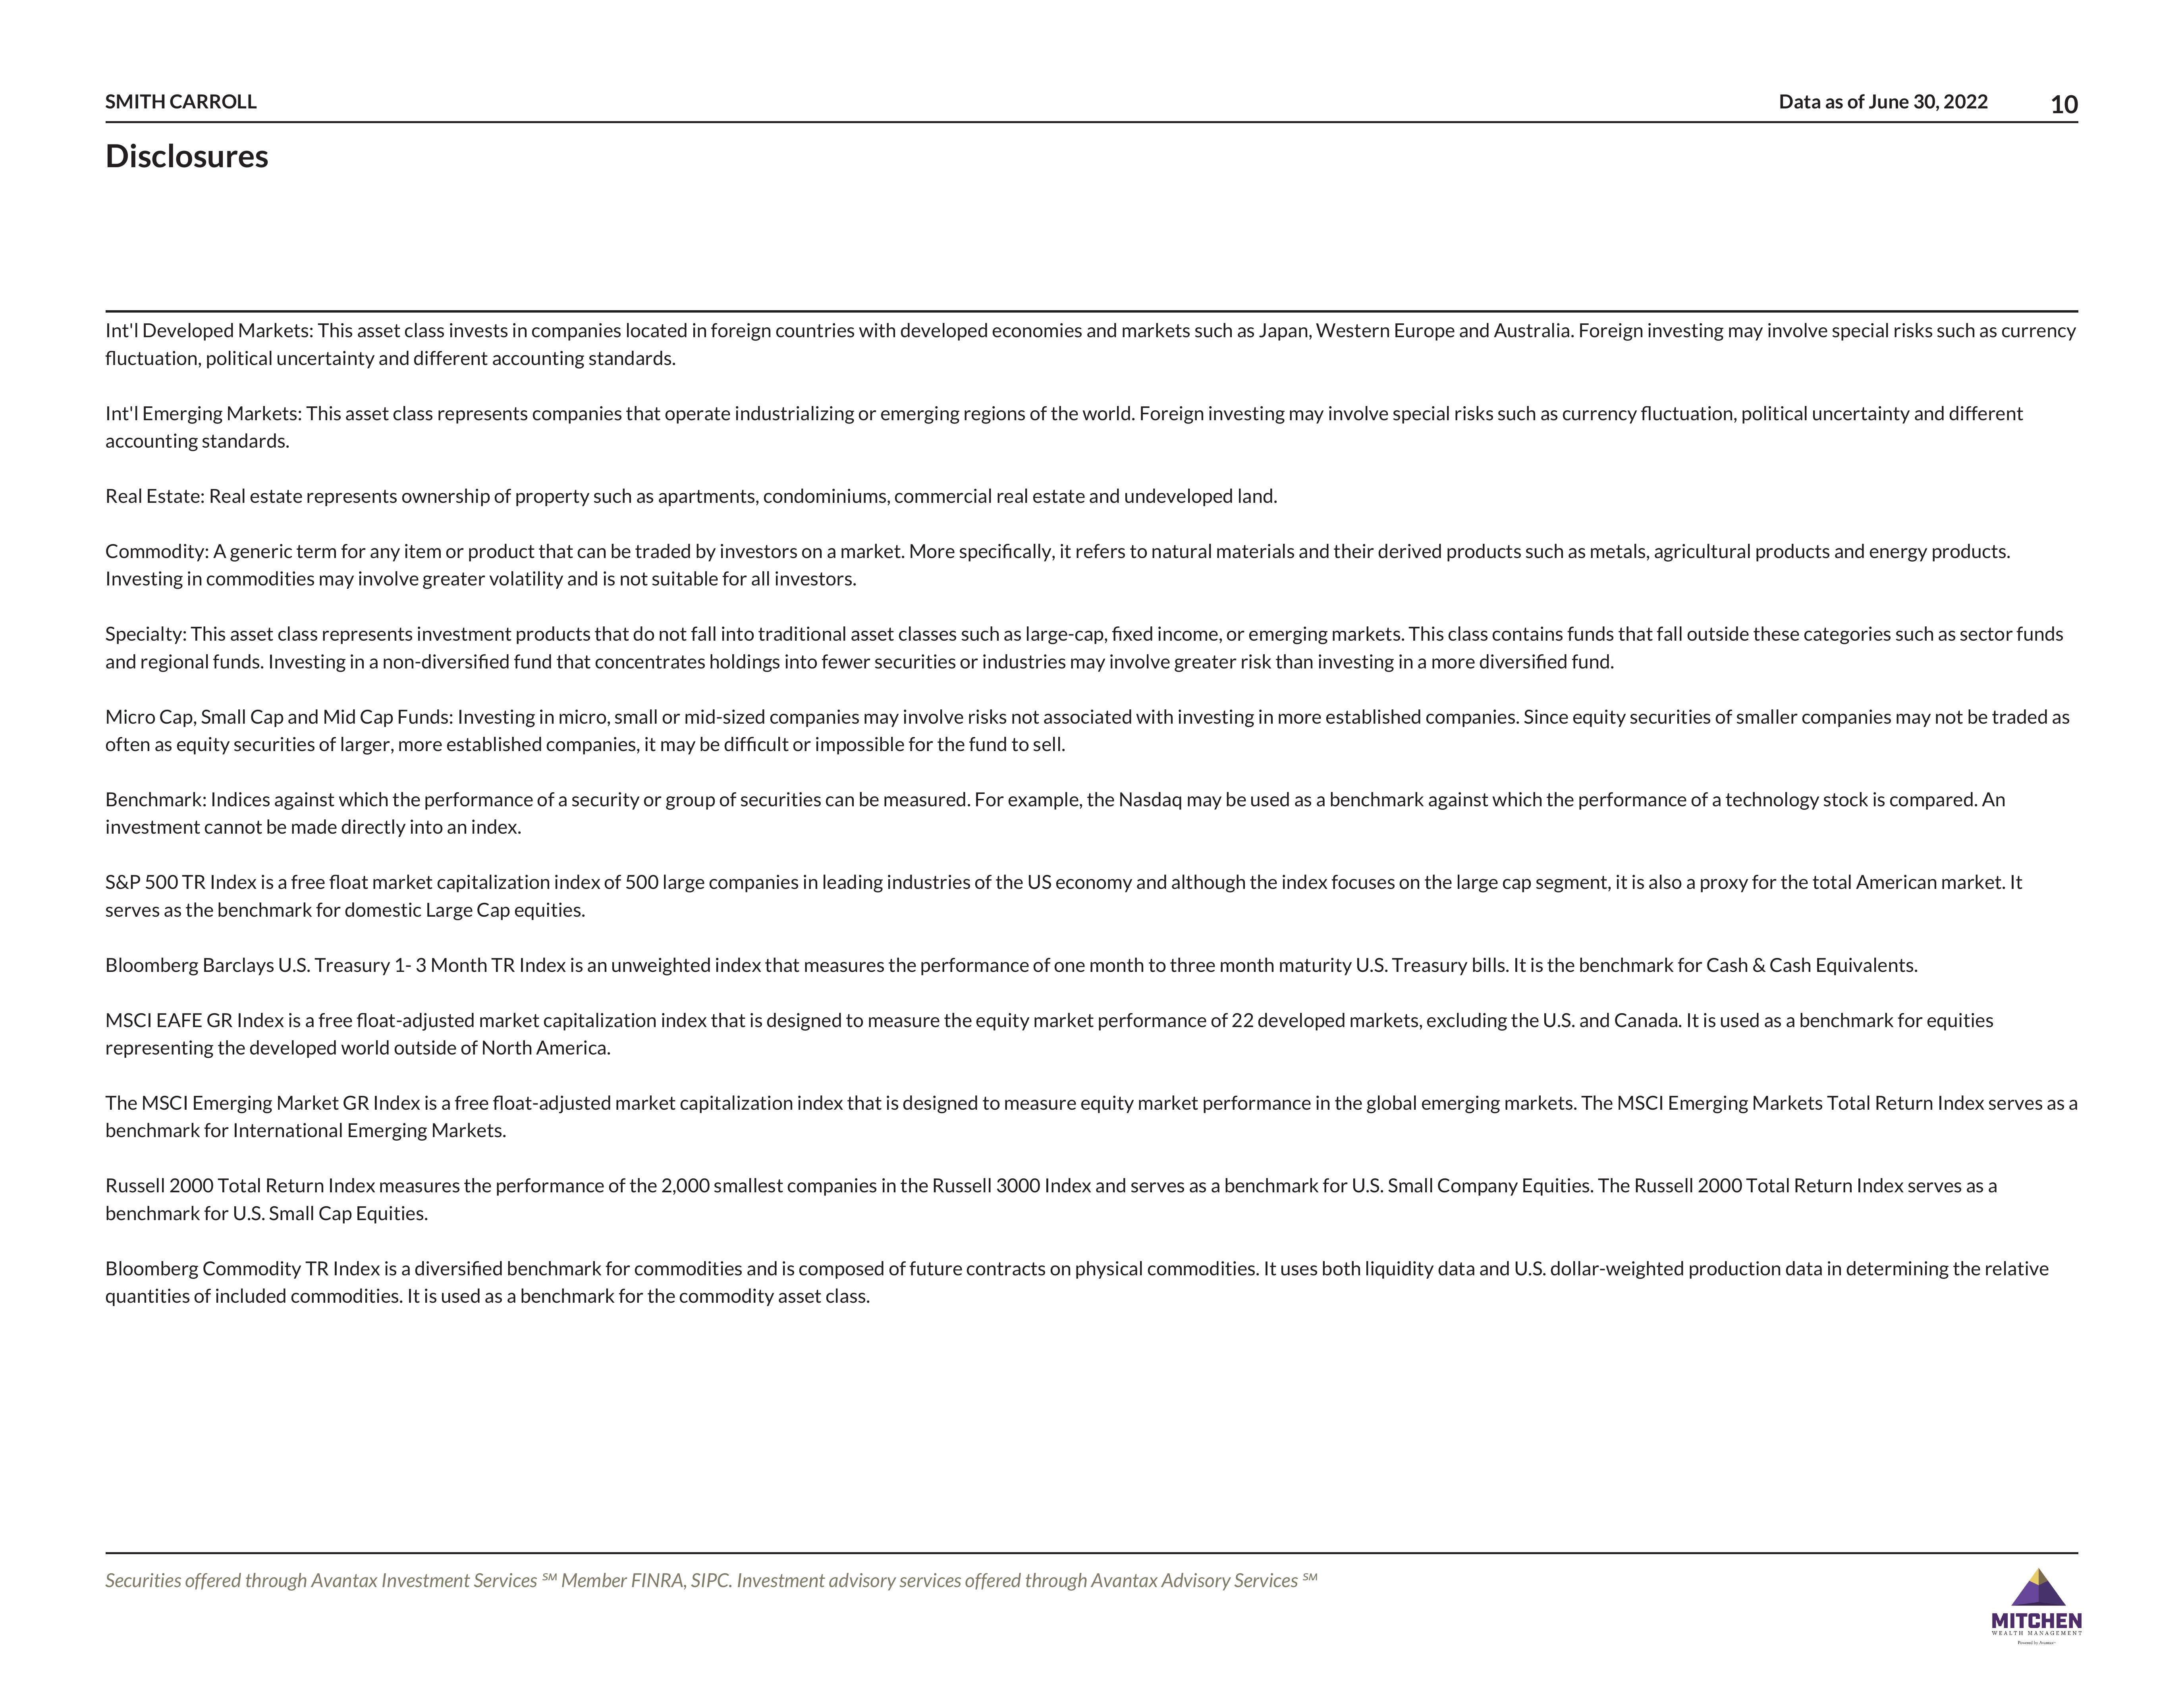 SMITH CARROLL
Data as of June 30, 2022
10
Disclosures
Int'l Developed Markets: This asset class invests in companies located in foreign countries with developed economies and markets such as Japan, Western Europe and Australia. Foreign investing may involve special risks such as currency
fluctuation, political uncertainty and different accounting standards.
Int'l Emerging Markets: This asset class represents companies that operate industrializing or emerging regions of the world. Foreign investing may involve special risks such as currency fluctuation, political uncertainty and different
accounting standards.
Real Estate: Real estate represents ownership of property such as apartments, condominiums, commercial real estate and undeveloped land.
Commodity: A generic term for any item or product that can be traded by investors on a market. More specifically, it refers to natural materials and their derived products such as metals, agricultural products and energy products.
Investing in commodities may involve greater volatility and is not suitable for all investors.
Specialty: This asset class represents investment products that do not fall into traditional asset classes such as large-cap, fixed income, or emerging markets. This class contains funds that fall outside these categories such as sector funds
and regional funds. Investing in a non-diversified fund that concentrates holdings into fewer securities or industries may involve greater risk than investing in a more diversified fund.
Micro Cap, Small Cap and Mid Cap Funds: Investing in micro, small or mid-sized companies may involve risks not associated with investing in more established companies. Since equity securities of smaller companies may not be traded as
often as equity securities of larger, more established companies, it may be difficult or impossible for the fund to sell.
Benchmark: Indices against which the performance of a security or group of securities can be measured. For example, the Nasdaq may be used as a benchmark against which the performance of a technology stock is compared. An
investment cannot be made directly into an index.
S&P 500 TR Index is a free float market capitalization index of 500 large companies in leading industries of the US economy and although the index focuses on the large cap segment, it is also a proxy for the total American market. It
serves as the benchmark for domestic Large Cap equities.
Bloomberg Barclays U.S. Treasury 1- 3 Month TR Index is an unweighted index that measures the performance of one month to three month maturity U.S. Treasury bills. It is the benchmark for Cash & Cash Equivalents.
MSCI EAFE GR Index is a free float-adjusted market capitalization index that is designed to measure the equity market performance of 22 developed markets, excluding the U.S. and Canada. It is used as a benchmark for equities
representing the developed world outside of North America.
The MSCI Emerging Market GR Index is a free float-adjusted market capitalization index that is designed to measure equity market performance in the global emerging markets. The MSCI Emerging Markets Total Return Index serves as a
benchmark for International Emerging Markets.
Russell 2000 Total Return Index measures the performance of the 2,000 smallest companies in the Russell 3000 Index and serves as a benchmark for U.S. Small Company Equities. The Russell 2000 Total Return Index serves as a
benchmark for U.S. Small Cap Equities.
Bloomberg Commodity TR Index is a diversified benchmark for commodities and is composed of future contracts on physical commodities. It uses both liquidity data and U.S. dollar-weighted production data in determining the relative
quantities of included commodities. It is used as a benchmark for the commodity asset class.
Securities offered through Avantax Investment Services ℠ Member FINRA, SIPC. Investment advisory services offered through Avantax Advisory Services ℠
MITCHEN
WEALTH MANAGEMENT
Powered by Avantax℠